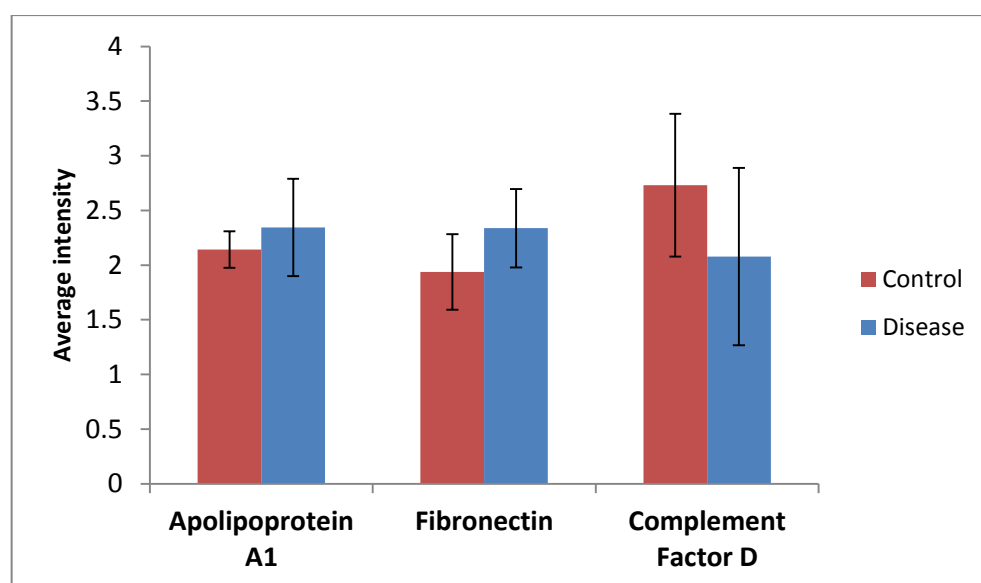 4
3.5
3
2.5
2
1.5
1
0.5
0
Average intensity
Apolipoprotein
A1
Fibronectin
Complement
Factor D
Control
Disease